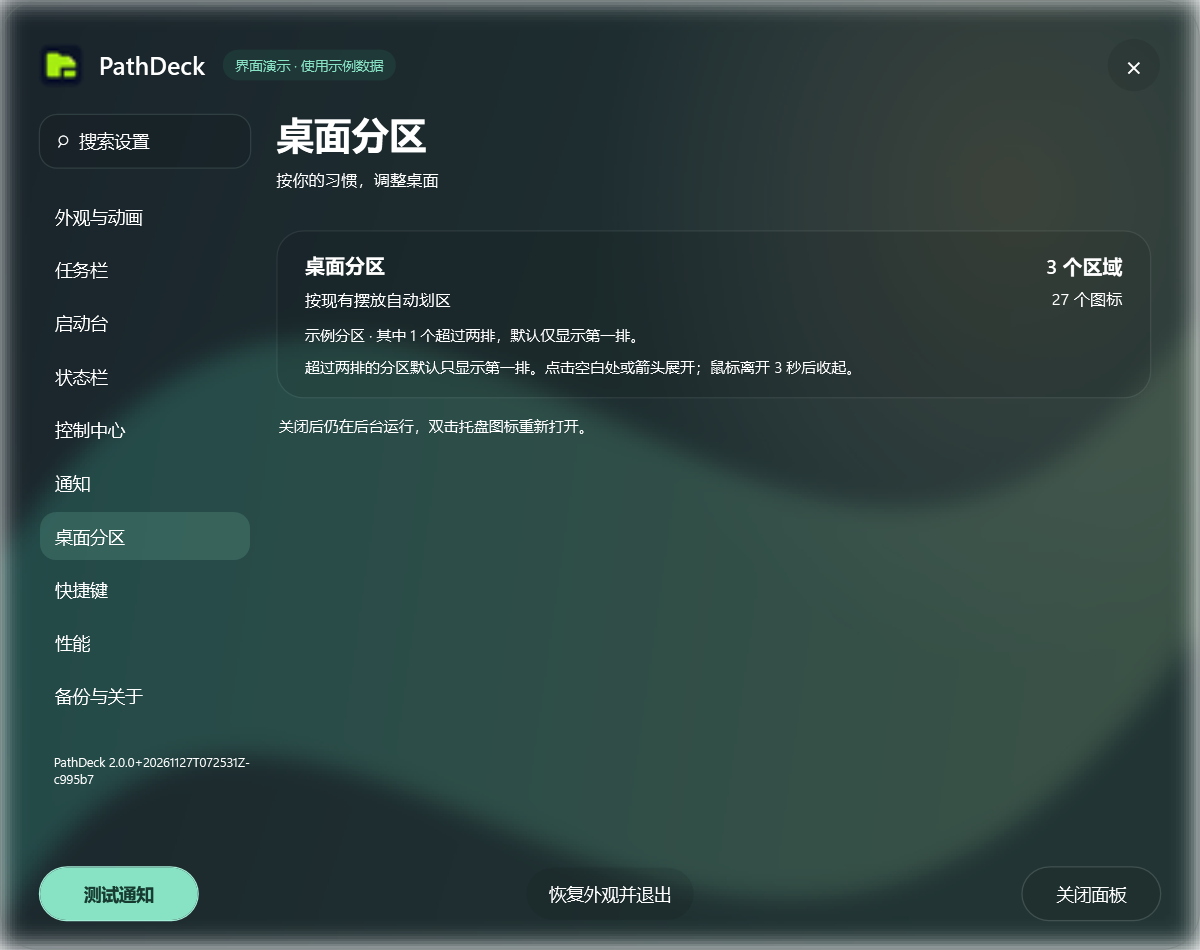 PathDeck
界面演示 · 使用示例数据
搜索设置
外观与动画
任务栏
启动台
状态栏
控制中心
通知
桌面分区
快捷键
性能
备份与关于
PathDeck 2.0.0+20261127T072531Z-
c995b7
桌面分区
按你的习惯，调整桌面
桌面分区
3 个区域
按现有摆放自动划区
27 个图标
示例分区 · 其中 1 个超过两排，默认仅显示第一排。
超过两排的分区默认只显示第一排。点击空白处或箭头展开；鼠标离开 3 秒后收起。
关闭后仍在后台运行，双击托盘图标重新打开。
测试通知
恢复外观并退出
关闭面板